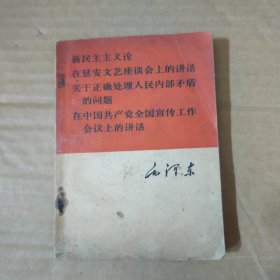 新民主主义论
在延安文艺座谈会上的讲话
关于正确处理人民内部矛盾
的问题
在中国共产党全国宣传工作
会议上的讲话
毛泽东